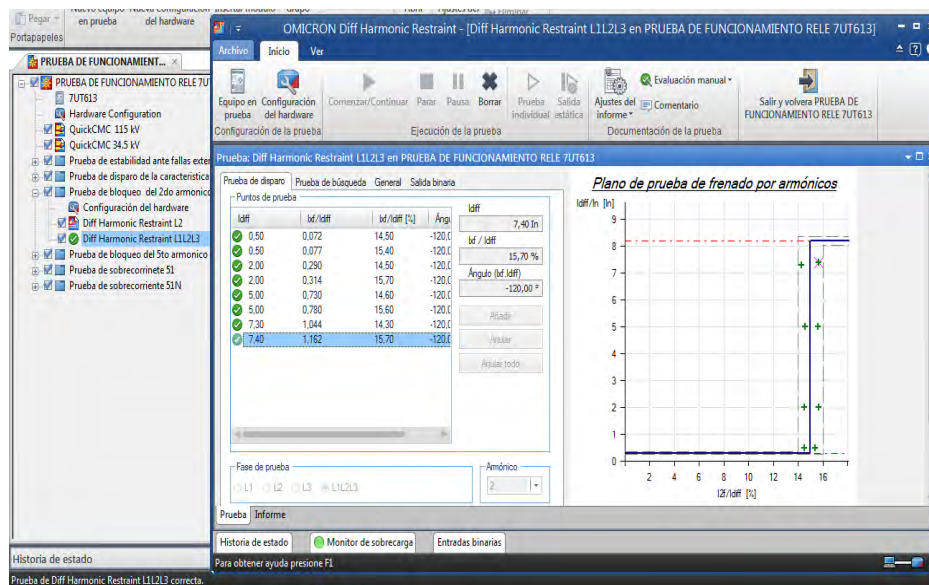 Pegar
en prueba
del hardware
Portapapeles
PRUEBA DE FUNCIONAMIENT...
PRUEBA DE FUNCIONAMIENTO RELE 7UT
7UT613
Hardware Configuration
QuickCMC 115 kV
QuickCMC 34.5 kV
Prueba de estabilidad ante fallas exter
Prueba de disparo de la caracteristica
Prueba de bloqueo del 2do armonico
Configuración del hardware
Diff Harmonic Restraint L2
Diff Harmonic Restraint L1L2L3
Prueba de bloqueo del 5to armonico
Prueba de sobrecorrinete 51
Prueba de sobrecorriente 51N
Historia de estado
Prueba de Diff Harmonic Restraint L1L2L3 correcta.
OMICRON Diff Harmonic Restraint - [Diff Harmonic Restraint L1L2L3 en PRUEBA DE FUNCIONAMIENTO RELE 7UT613]
Archivo Inicio Ver
Equipo en prueba
Configuración del hardware
Configuración de la prueba
Comenzar/Continuar Parar Pausa Borrar
Prueba individual
Salida estática
Ejecución de la prueba
Ajustes del informe
Evaluación manual
Comentario
Documentación de la prueba
Salir y volvera PRUEBA DE
FUNCIONAMIENTO RELE 7UT613
Prueba: Diff Harmonic Restraint L1L2L3 en PRUEBA DE FUNCIONAMIENTO RELE 7UT613
Prueba de disparo Prueba de búsqueda General Salida binaria
Puntos de prueba
Idiff Ixf/Idiff Ixf/Idiff [%] Ángu
0,50 0,072 14,50 -120,0
0,50 0,077 15,40 -120,0
2,00 0,290 14,50 -120,0
2,00 0,314 15,70 -120,0
5,00 0,730 14,60 -120,0
5,00 0,780 15,60 -120,0
7,30 1,044 14,30 -120,0
7,40 1,162 15,70 -120,0
Idiff
7,40 In
Ixf / Idiff
15,70 %
Ángulo (Ixf,Idiff)
-120,00 °
Añadir
Anular
Anular todo
Fase de prueba
L1 L2 L3 L1L2L3
Armónico
2
Prueba Informe
Plano de prueba de frenado por armónicos
Idiff/In [In]
9
8
7
6
5
4
3
2
1
0
2 4 6 8 10 12 14 16
I2f/Idiff [%]
Historia de estado Monitor de sobrecarga Entradas binarias
Para obtener ayuda presione F1